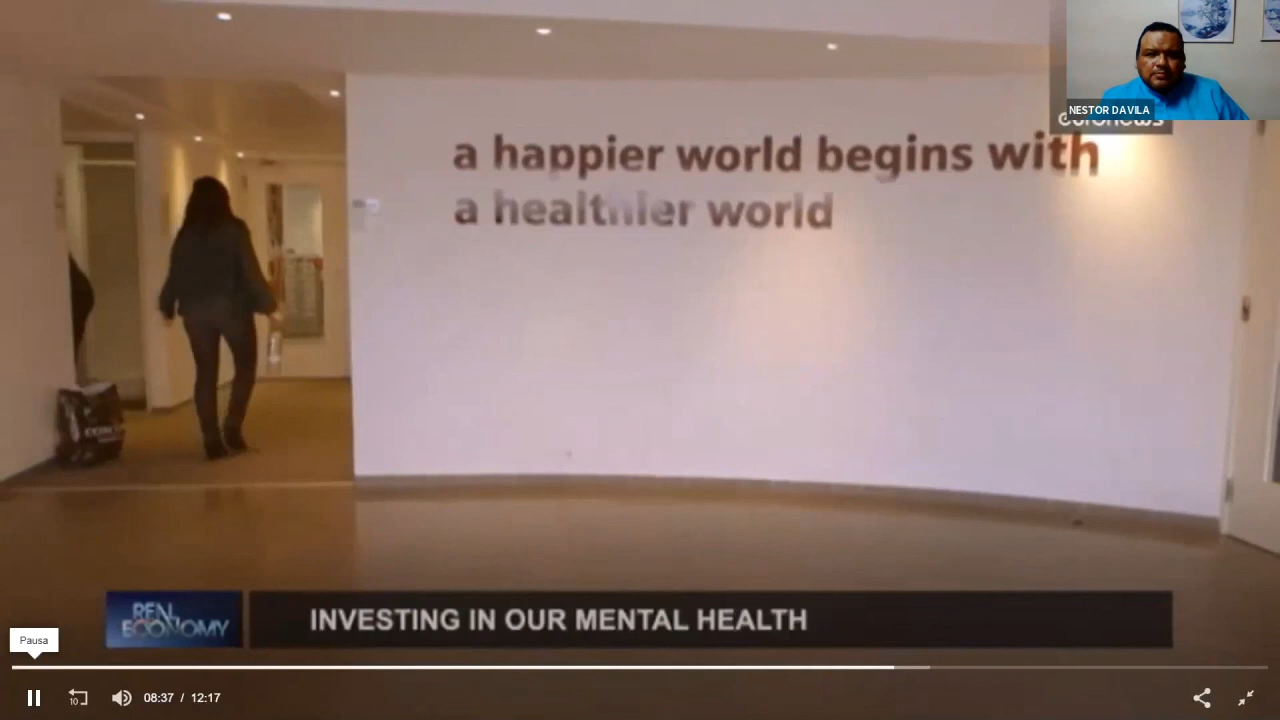 NESTOR DAVILA
euronews
a happier world begins with
a healthier world
REAL
ECONOMY
INVESTING IN OUR MENTAL HEALTH
Pausa
10
08:37 / 12:17